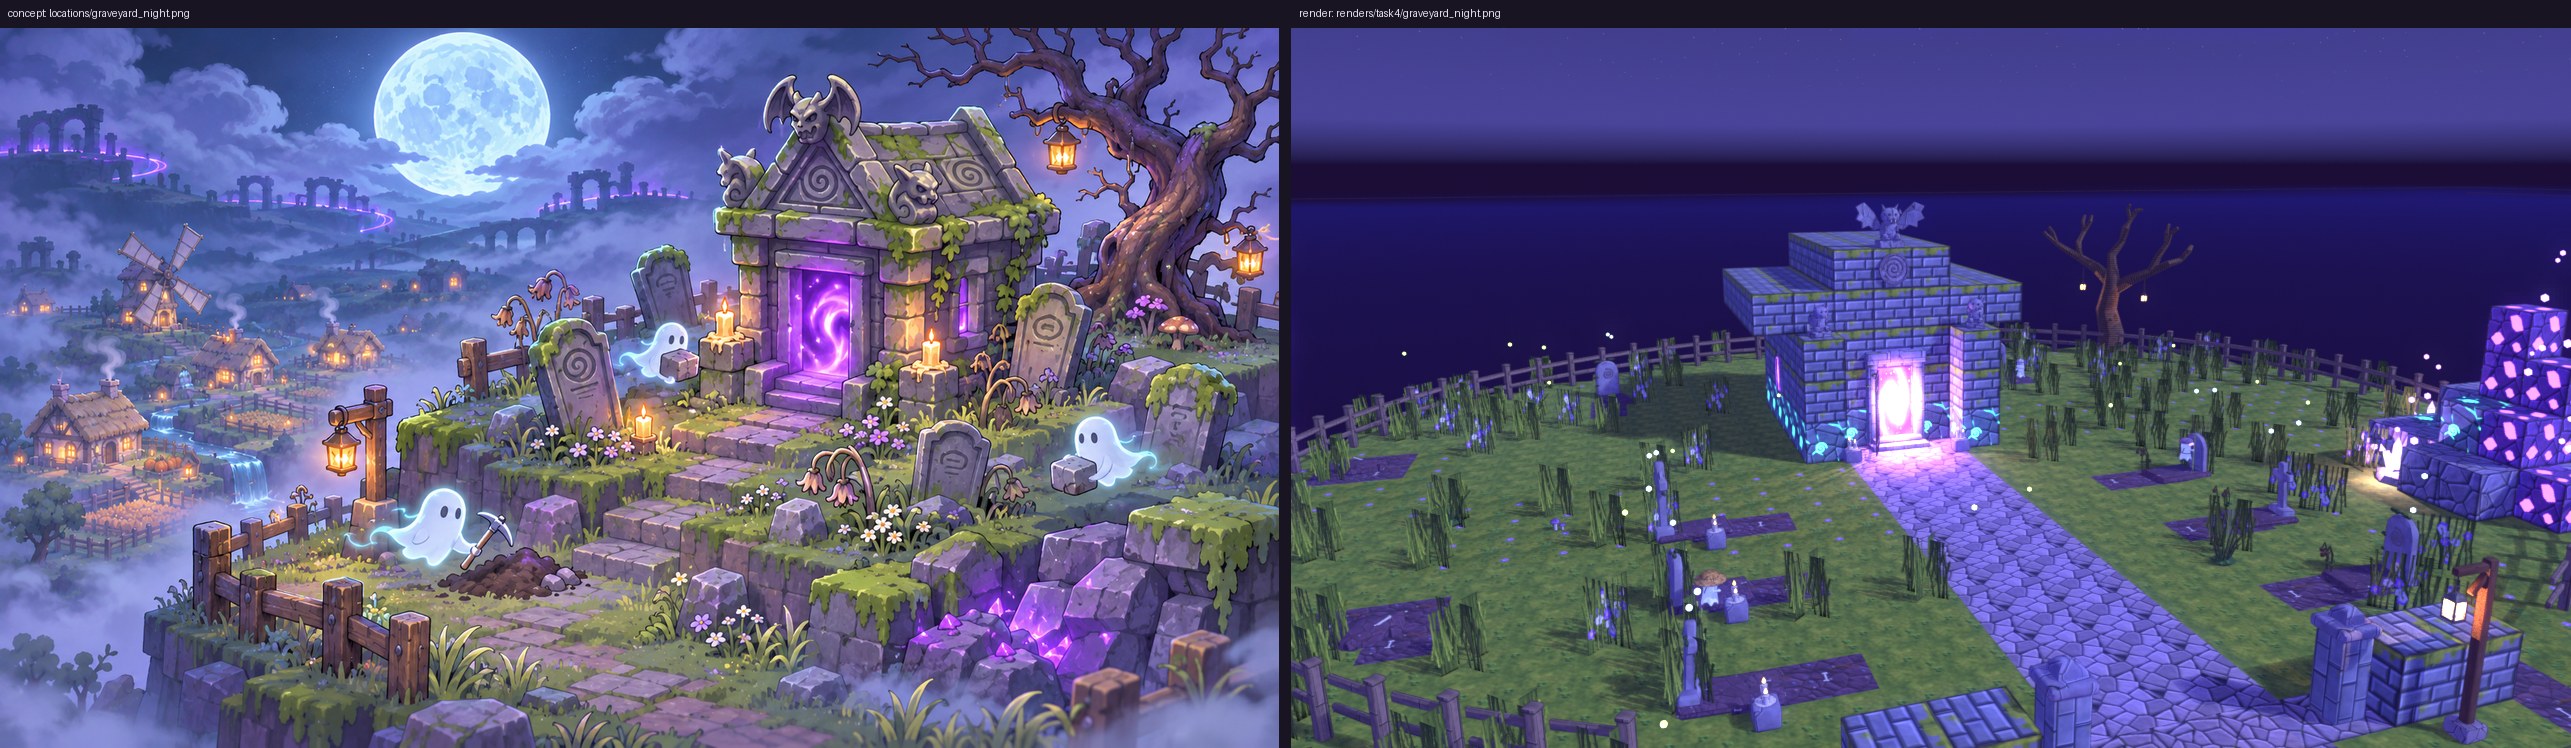 concept: locations/graveyard_night.png
render: renders/task4/graveyard_night.png